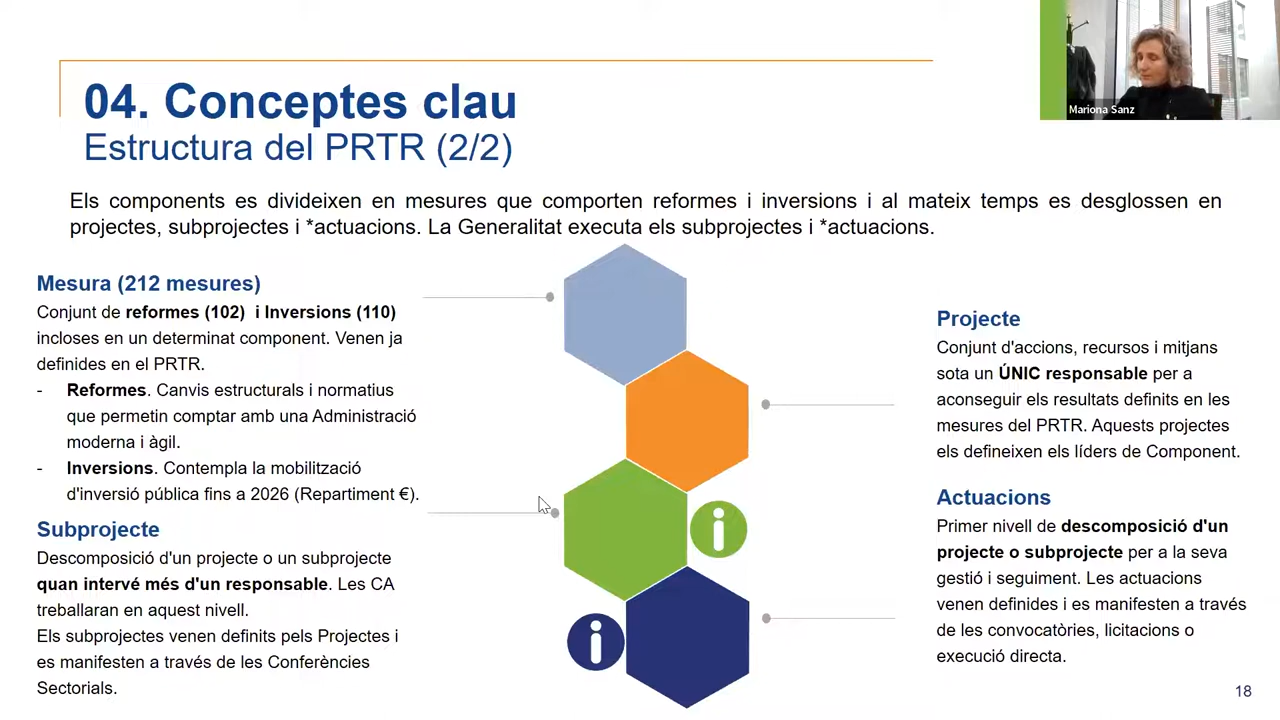 04. Conceptes clau
Estructura del PRTR (2/2)
Mariona Sanz
Els components es divideixen en mesures que comporten reformes i inversions i al mateix temps es desglossen en
projectes, subprojectes i *actuacions. La Generalitat executa els subprojectes i *actuacions.
Mesura (212 mesures)
Conjunt de reformes (102) i Inversions (110)
incloses en un determinat component. Venen ja
definides en el PRTR.
- Reformes. Canvis estructurals i normatius
que permetin comptar amb una Administració
moderna i àgil.
- Inversions. Contempla la mobilització
d'inversió pública fins a 2026 (Repartiment €).
Subprojecte
Descomposició d'un projecte o un subprojecte
quan intervé més d'un responsable. Les CA
treballaran en aquest nivell.
Els subprojectes venen definits pels Projectes i
es manifesten a través de les Conferències
Sectorials.
Projecte
Conjunt d'accions, recursos i mitjans
sota un ÚNIC responsable per a
aconseguir els resultats definits en les
mesures del PRTR. Aquests projectes
els defineixen els líders de Component.
Actuacions
Primer nivell de descomposició d'un
projecte o subprojecte per a la seva
gestió i seguiment. Les actuacions
venen definides i es manifesten a través
de les convocatòries, licitacions o
execució directa.
18